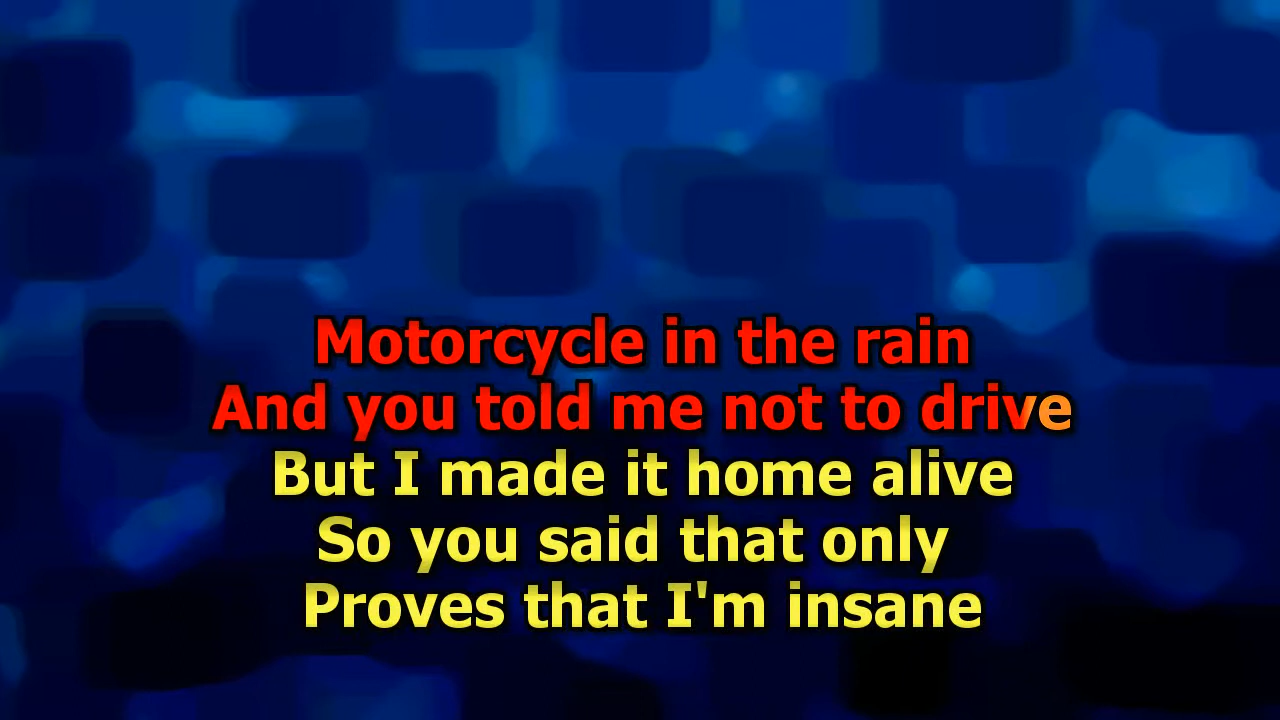 Motorcycle in the rain
And you told me not to drive
But I made it home alive
So you said that only
Proves that I'm insane